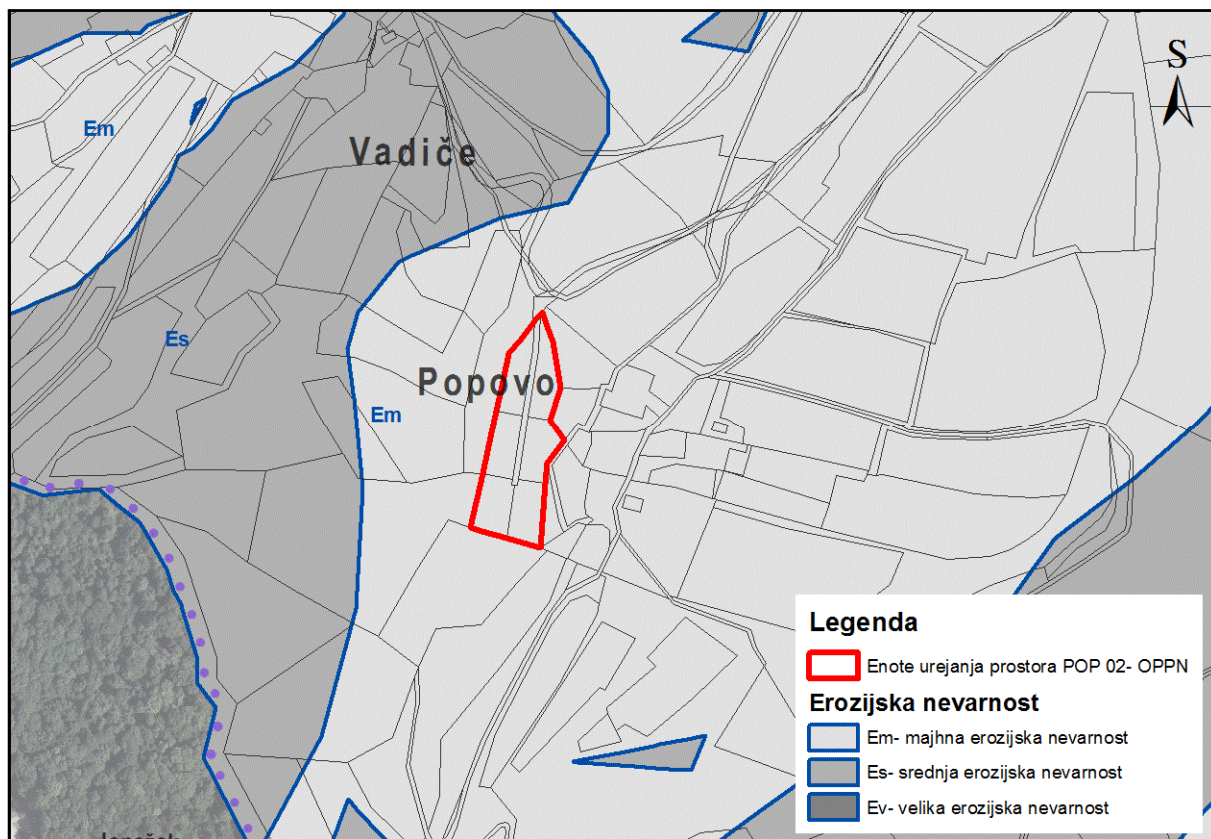 S
Em
Vadiče
Es
Popovo
Em
Legenda
Enote urejanja prostora POP 02- OPPN
Erozijska nevarnost
Em- majhna erozijska nevarnost
Es- srednja erozijska nevarnost
Ev- velika erozijska nevarnost